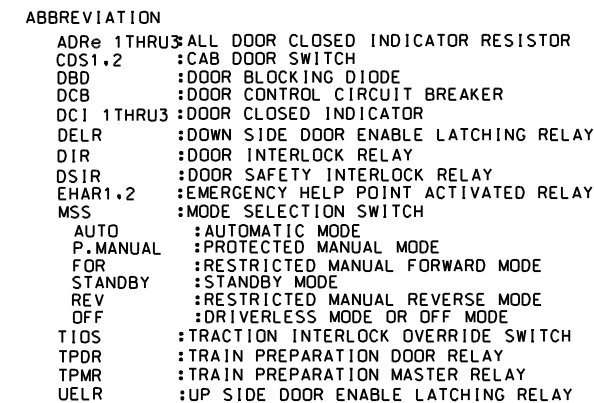 ABBREVIATION
ADRe 1THRU3:ALL DOOR CLOSED INDICATOR RESISTOR
CDS1,2 :CAB DOOR SWITCH
DBD :DOOR BLOCKING DIODE
DCB :DOOR CONTROL CIRCUIT BREAKER
DCI 1THRU3 :DOOR CLOSED INDICATOR
DELR :DOWN SIDE DOOR ENABLE LATCHING RELAY
DIR :DOOR INTERLOCK RELAY
DSIR :DOOR SAFETY INTERLOCK RELAY
EHAR1,2 :EMERGENCY HELP POINT ACTIVATED RELAY
MSS :MODE SELECTION SWITCH
AUTO :AUTOMATIC MODE
P.MANUAL :PROTECTED MANUAL MODE
FOR :RESTRICTED MANUAL FORWARD MODE
STANDBY :STANDBY MODE
REV :RESTRICTED MANUAL REVERSE MODE
OFF :DRIVERLESS MODE OR OFF MODE
TIOS :TRACTION INTERLOCK OVERRIDE SWITCH
TPDR :TRAIN PREPARATION DOOR RELAY
TPMR :TRAIN PREPARATION MASTER RELAY
UELR :UP SIDE DOOR ENABLE LATCHING RELAY